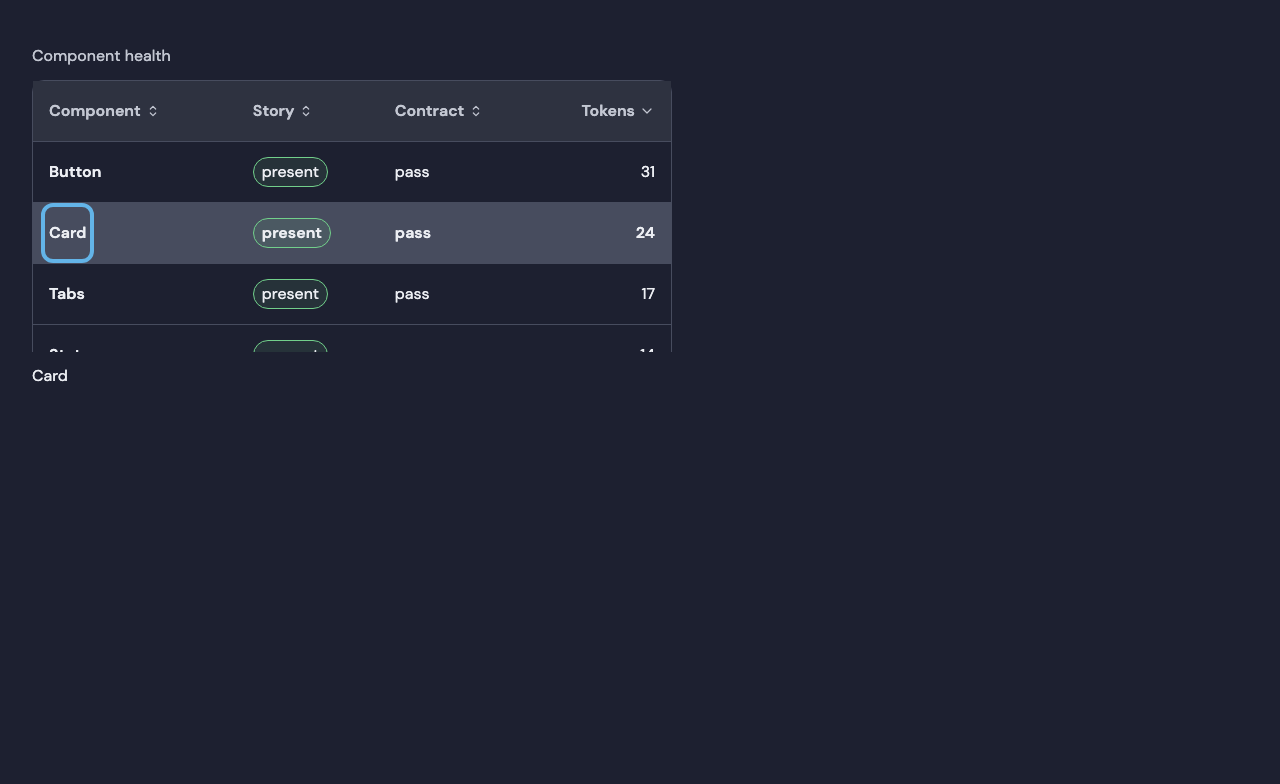 Component health
Component Story Contract Tokens
Button present pass 31
Card present pass 24
Tabs present pass 17
Card